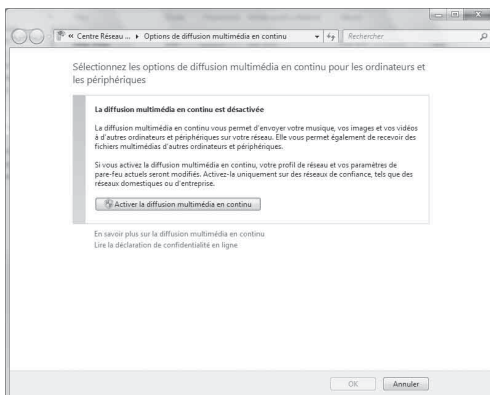 « Centre Réseau ... ▸ Options de diffusion multimédia en continu
Rechercher
Sélectionnez les options de diffusion multimédia en continu pour les ordinateurs et
les périphériques
La diffusion multimédia en continu est désactivée
La diffusion multimédia en continu vous permet d'envoyer votre musique, vos images et vos vidéos
à d'autres ordinateurs et périphériques sur votre réseau. Elle vous permet également de recevoir des
fichiers multimédias d'autres ordinateurs et périphériques.
Si vous activez la diffusion multimédia en continu, votre profil de réseau et vos paramètres de
pare-feu actuels seront modifiés. Activez-la uniquement sur des réseaux de confiance, tels que des
réseaux domestiques ou d'entreprise.
Activer la diffusion multimédia en continu
En savoir plus sur la diffusion multimédia en continu
Lire la déclaration de confidentialité en ligne
OK
Annuler